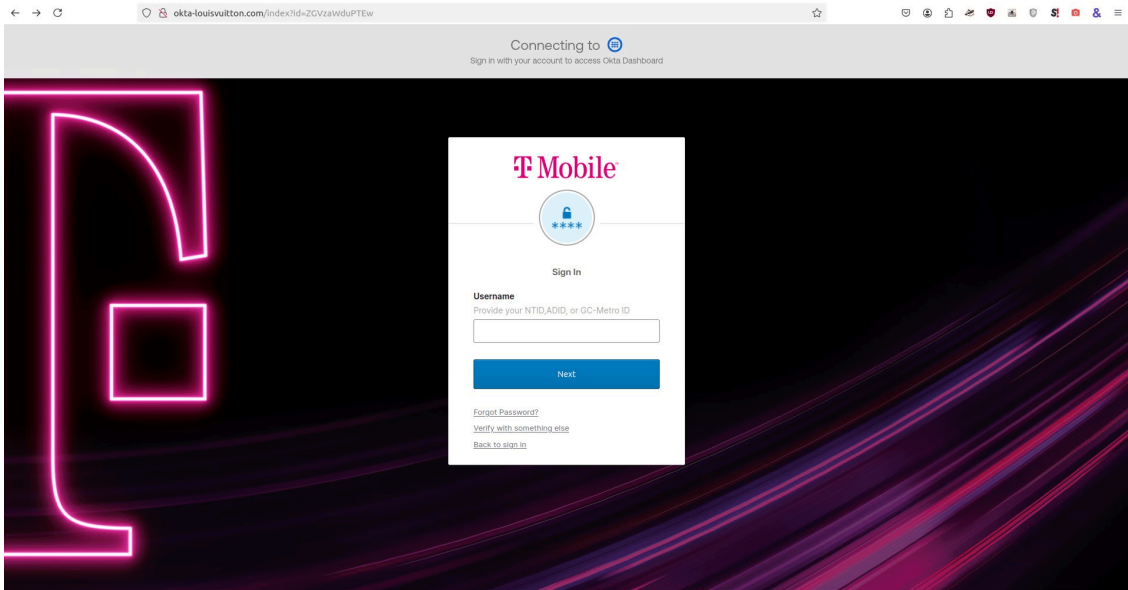 okta-louisvuitton.com/index?id=ZGVzaWduPTEw
Connecting to
Sign in with your account to access Okta Dashboard
T Mobile
****
Sign In
Username
Provide your NTID,ADID, or GC-Metro ID
Next
Forgot Password?
Verify with something else
Back to sign in